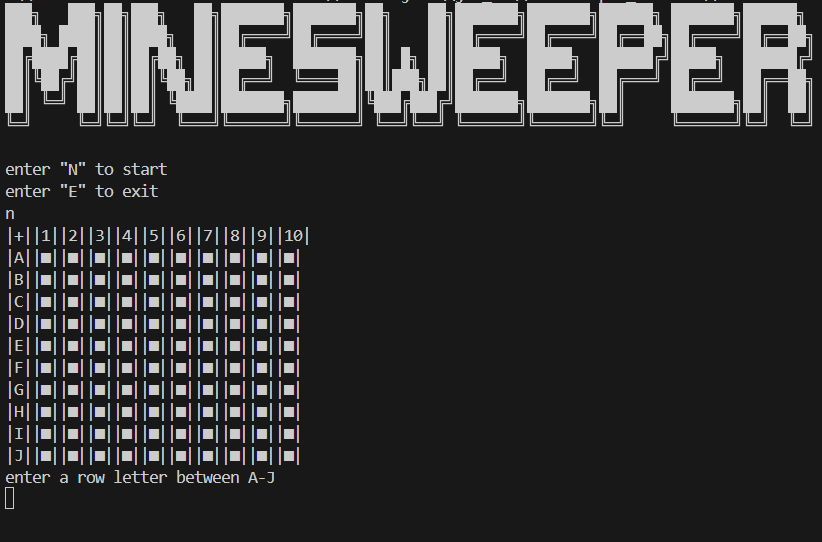 MINESWEEPER
enter "N" to start
enter "E" to exit
n
|+||1||2||3||4||5||6||7||8||9||10|
|A||■||■||■||■||■||■||■||■||■||■|
|B||■||■||■||■||■||■||■||■||■||■|
|C||■||■||■||■||■||■||■||■||■||■|
|D||■||■||■||■||■||■||■||■||■||■|
|E||■||■||■||■||■||■||■||■||■||■|
|F||■||■||■||■||■||■||■||■||■||■|
|G||■||■||■||■||■||■||■||■||■||■|
|H||■||■||■||■||■||■||■||■||■||■|
|I||■||■||■||■||■||■||■||■||■||■|
|J||■||■||■||■||■||■||■||■||■||■|
enter a row letter between A-J